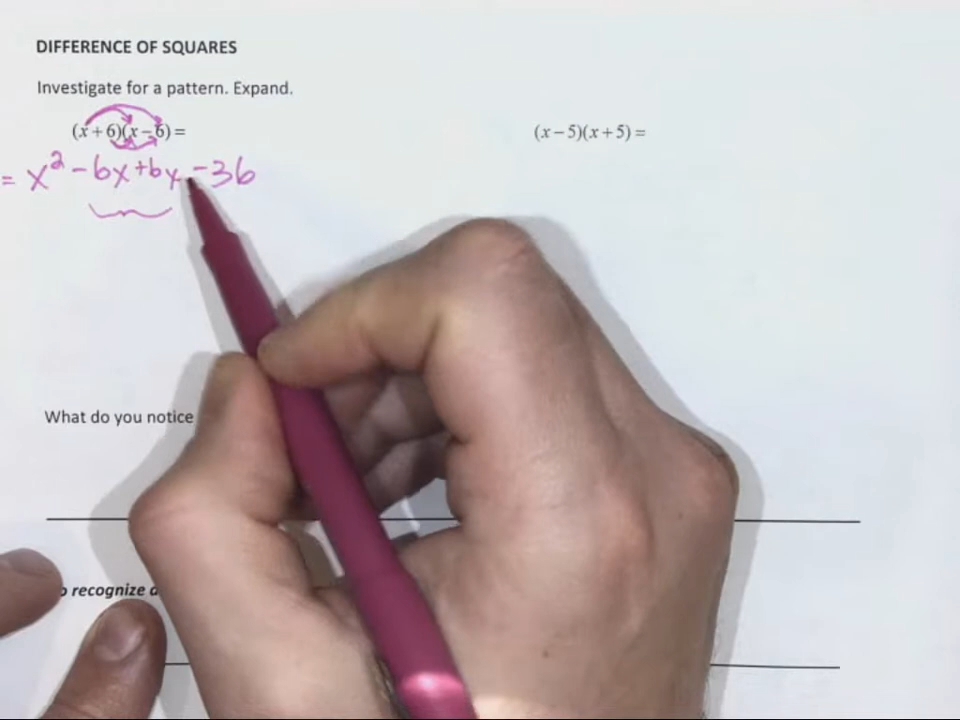 DIFFERENCE OF SQUARES
Investigate for a pattern. Expand.
(x + 6)(x − 6) =
(x − 5)(x + 5) =
= x² - 6x + 6x - 36
What do you notice
o recognize a